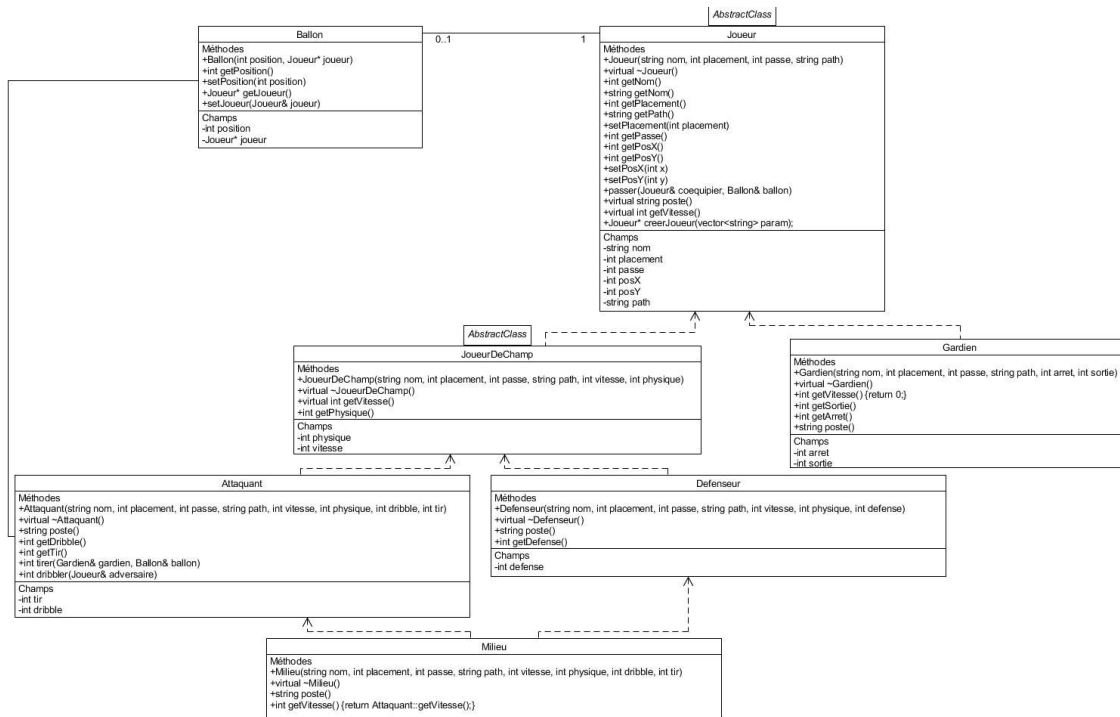 AbstractClass
Ballon
Méthodes
+Ballon(int position, Joueur* joueur)
+int getPosition()
+setPosition(int position)
+Joueur* getJoueur()
+setJoueur(Joueur& joueur)
Champs
-int position
-Joueur* joueur
0..1
1
Joueur
Méthodes
+Joueur(string nom, int placement, int passe, string path)
+virtual ~Joueur()
+int getNom()
+string getNom()
+int getPlacement()
+string getPath()
+setPlacement(int placement)
+int getPasse()
+int getPosX()
+int getPosY()
+setPosX(int x)
+setPosY(int y)
+passer(Joueur& coequipier, Ballon& ballon)
+virtual string poste()
+virtual int getVitesse()
+Joueur* creerJoueur(vector<string> param);
Champs
-string nom
-int placement
-int passe
-int posX
-int posY
-string path
AbstractClass
JoueurDeChamp
Méthodes
+JoueurDeChamp(string nom, int placement, int passe, string path, int vitesse, int physique)
+virtual ~JoueurDeChamp()
+virtual int getVitesse()
+int getPhysique()
Champs
-int physique
-int vitesse
Gardien
Méthodes
+Gardien(string nom, int placement, int passe, string path, int arret, int sortie)
+virtual ~Gardien()
+int getVitesse() {return 0;}
+int getSortie()
+int getArret()
+string poste()
Champs
-int arret
-int sortie
Attaquant
Méthodes
+Attaquant(string nom, int placement, int passe, string path, int vitesse, int physique, int dribble, int tir)
+virtual ~Attaquant()
+string poste()
+int getDribble()
+int getTir()
+int tirer(Gardien& gardien, Ballon& ballon)
+int dribbler(Joueur& adversaire)
Champs
-int tir
-int dribble
Defenseur
Méthodes
+Defenseur(string nom, int placement, int passe, string path, int vitesse, int physique, int defense)
+virtual ~Defenseur()
+string poste()
+int getDefense()
Champs
-int defense
Milieu
Méthodes
+Milieu(string nom, int placement, int passe, string path, int vitesse, int physique, int dribble, int tir)
+virtual ~Milieu()
+string poste()
+int getVitesse() {return Attaquant::getVitesse();}